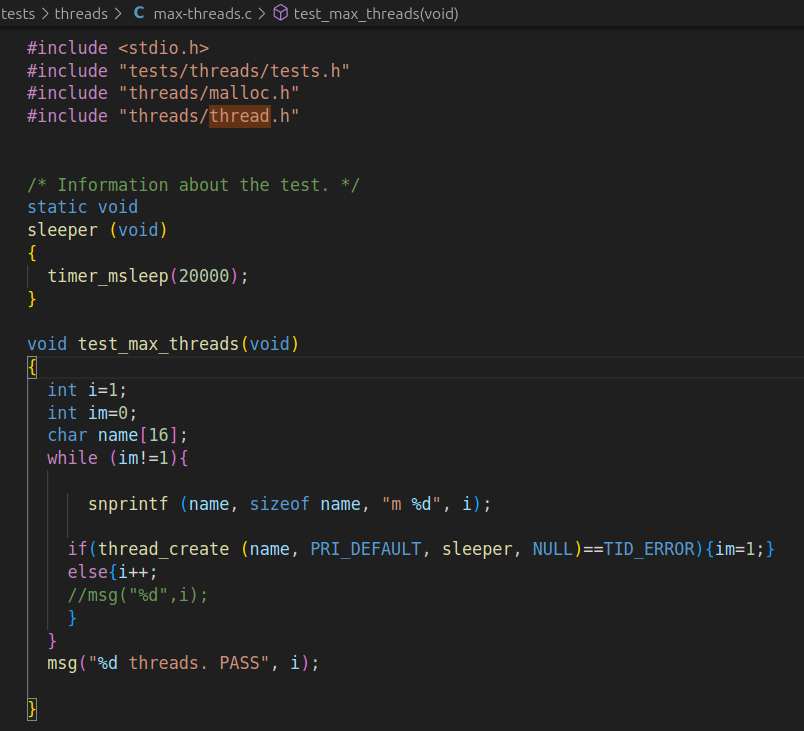 tests > threads > C max-threads.c > test_max_threads(void)
#include <stdio.h>
#include "tests/threads/tests.h"
#include "threads/malloc.h"
#include "threads/thread.h"
/* Information about the test. */
static void
sleeper (void)
{
  timer_msleep(20000);
}
void test_max_threads(void)
{
  int i=1;
  int im=0;
  char name[16];
  while (im!=1){
      snprintf (name, sizeof name, "m %d", i);
    if(thread_create (name, PRI_DEFAULT, sleeper, NULL)==TID_ERROR){im=1;}
    else{i++;
    //msg("%d",i);
    }
  }
  msg("%d threads. PASS", i);
}